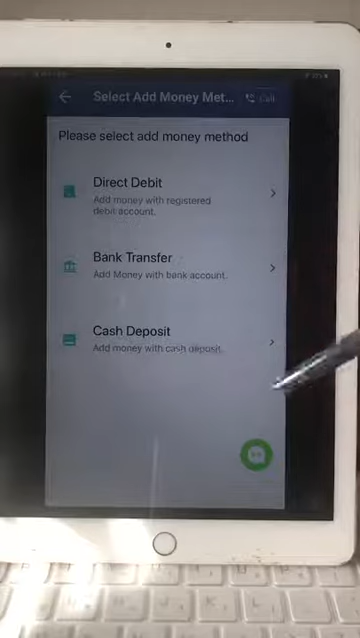 Select Add Money Met...
Call
Please select add money method
Direct Debit
Add money with registered
debit account.
Bank Transfer
Add Money with bank account.
Cash Deposit
Add money with cash deposit.